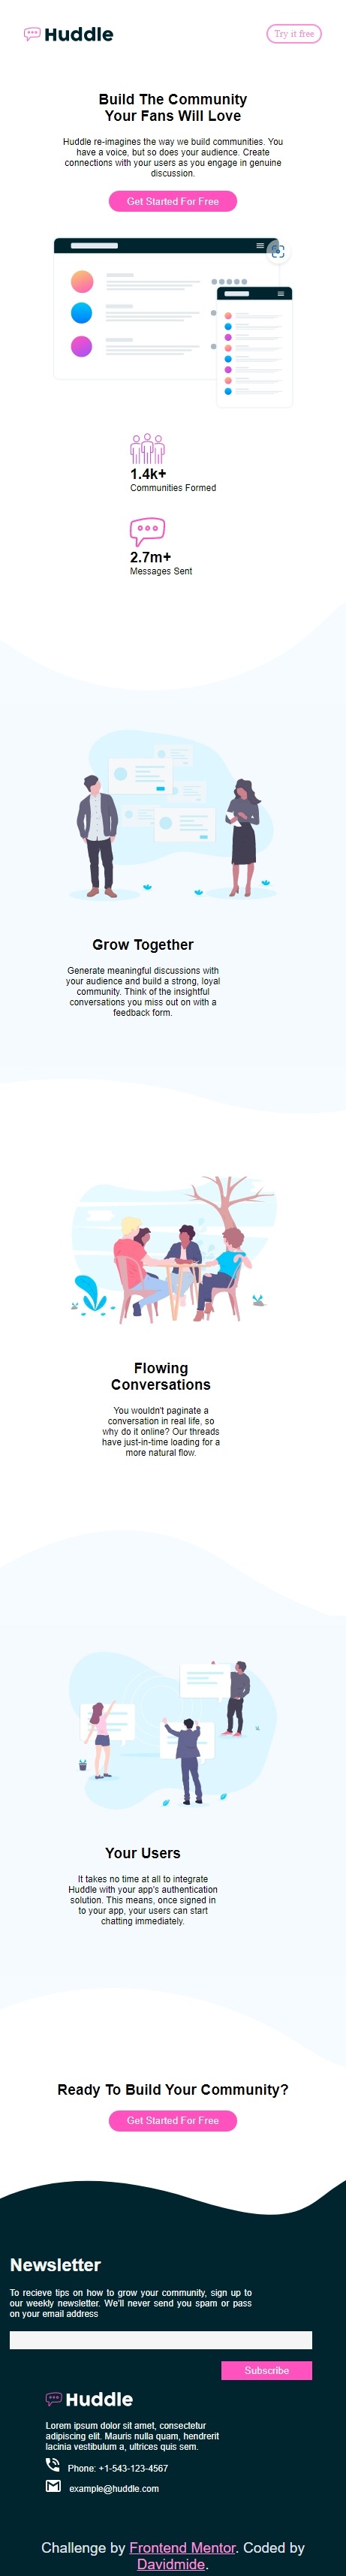 Huddle
Try it free
Build The Community
Your Fans Will Love
Huddle re-imagines the way we build communities. You
have a voice, but so does your audience. Create
connections with your users as you engage in genuine
discussion.
Get Started For Free
1.4k+
Communities Formed
2.7m+
Messages Sent
Grow Together
Generate meaningful discussions with
your audience and build a strong, loyal
community. Think of the insightful
conversations you miss out on with a
feedback form.
Flowing
Conversations
You wouldn't paginate a
conversation in real life, so
why do it online? Our threads
have just-in-time loading for a
more natural flow.
Your Users
It takes no time at all to integrate
Huddle with your app's authentication
solution. This means, once signed in
to your app, your users can start
chatting immediately.
Ready To Build Your Community?
Get Started For Free
Newsletter
To recieve tips on how to grow your community, sign up to
our weekly newsletter. We'll never send you spam or pass
on your email address
Subscribe
Huddle
Lorem ipsum dolor sit amet, consectetur
adipiscing elit. Mauris nulla quam, hendrerit
lacinia vestibulum a, ultrices quis sem.
Phone: +1-543-123-4567
example@huddle.com
Challenge by Frontend Mentor. Coded by
Davidmide.